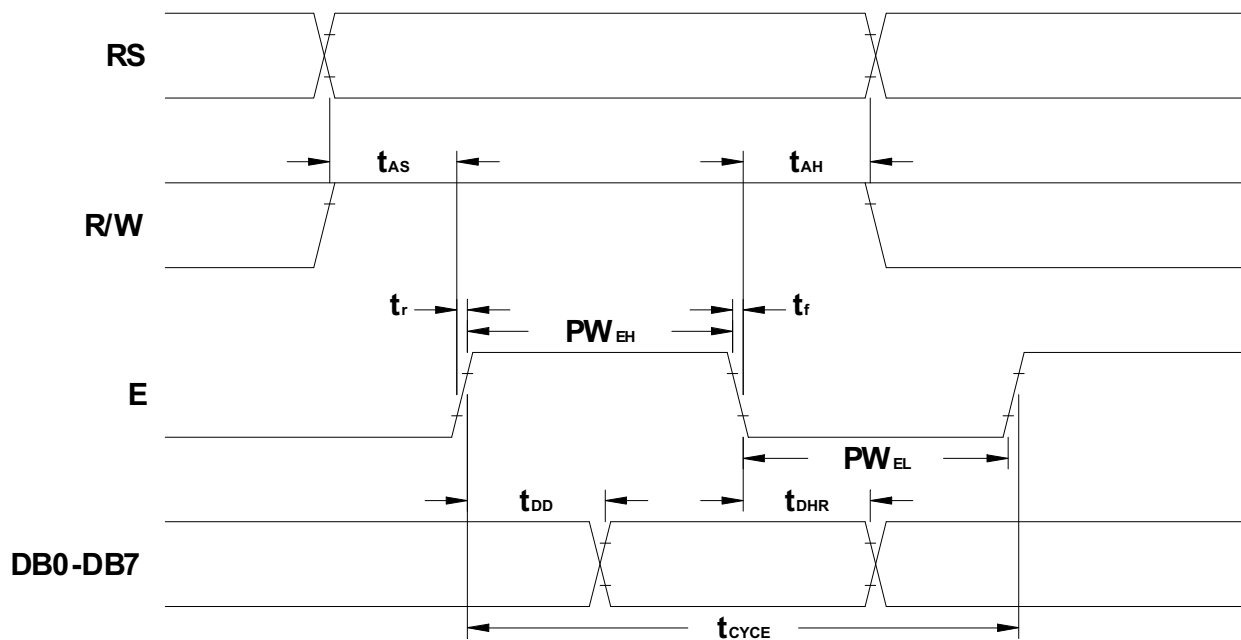 RS
tAS
tAH
R/W
tr
tf
PWEH
E
PWEL
tDD
tDHR
DB0-DB7
tCYCE